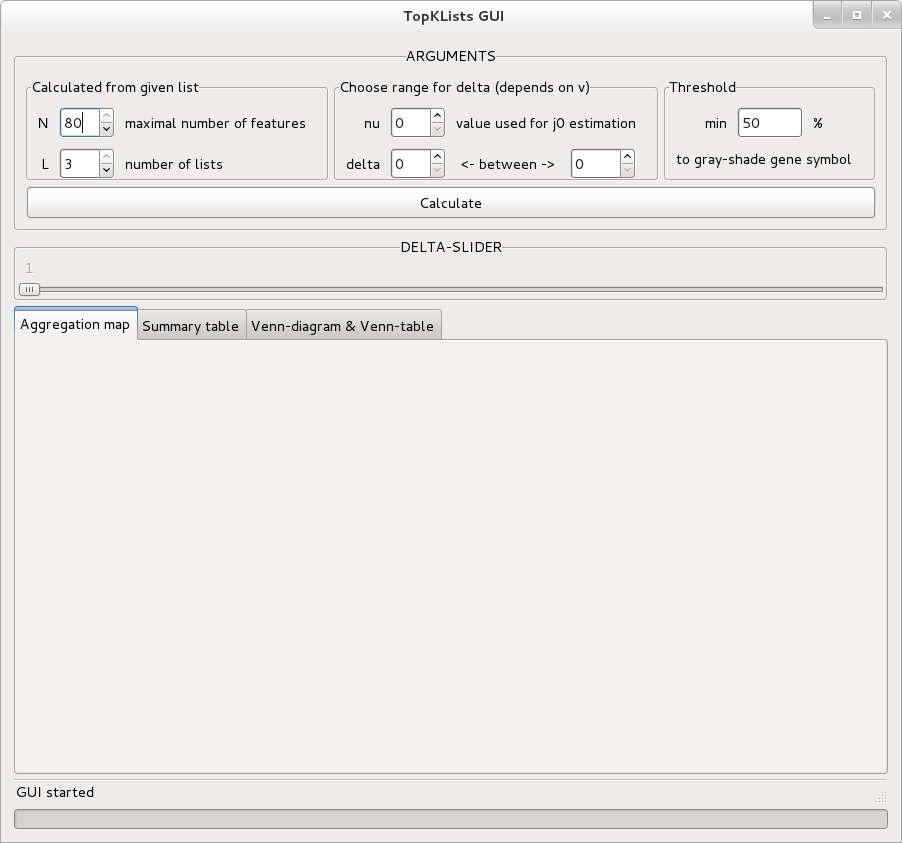 TopKLists GUI
ARGUMENTS
Calculated from given list
N 80 maximal number of features
L 3 number of lists
Choose range for delta (depends on v)
nu 0 value used for j0 estimation
delta 0 <- between -> 0
Threshold
min 50 %
to gray-shade gene symbol
Calculate
DELTA-SLIDER
1
Aggregation map Summary table Venn-diagram & Venn-table
GUI started